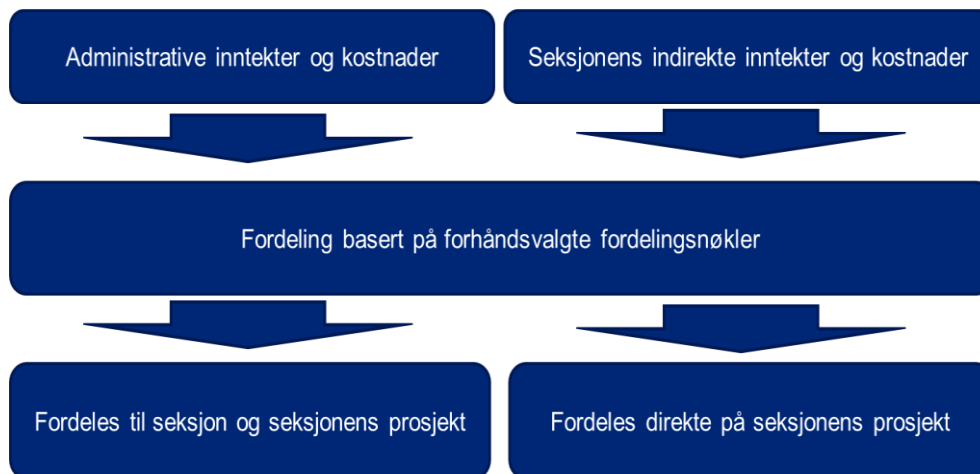 Administrative inntekter og kostnader
Seksjonens indirekte inntekter og kostnader
Fordeling basert på forhåndsvalgte fordelingsnøkler
Fordeles til seksjon og seksjonens prosjekt
Fordeles direkte på seksjonens prosjekt